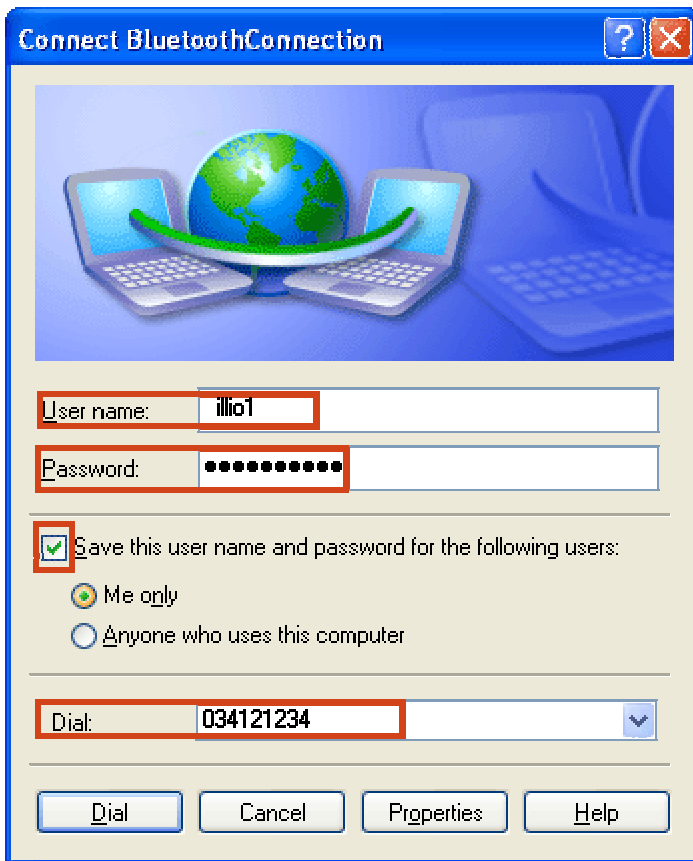 Connect BluetoothConnection
User name: illio1
Password: ●●●●●●●●●●
Save this user name and password for the following users:
Me only
Anyone who uses this computer
Dial: 034121234
Dial Cancel Properties Help